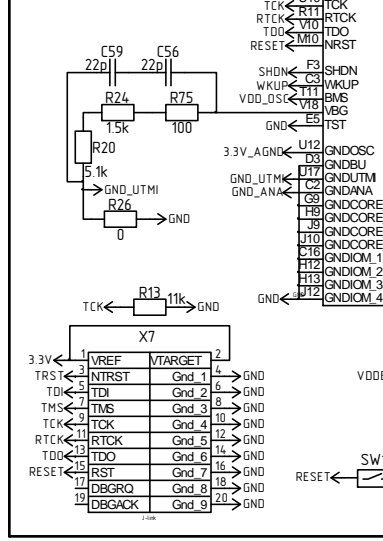 TCK TCK
RTCK R11 RTCK
TDO V10 TDO
RESET M10 NRST
C59 C56
22p 22p
SHDN F3 SHDN
WKUP C3 WKUP
VDD_OSC T11 BMS
V18 VBG
GND E5 TST
R24 R75
1.5k 100
R20
5.1k
GND_UTMI
R26 GND
0
3.3V_AGND U12 GNDOSC
D3 GNDBU
GND_UTMI U17 GNDUTMI
GND_ANA C2 GNDANA
G9 GNDCORE
H9 GNDCORE
J9 GNDCORE
J10 GNDCORE
C16 GNDIOM_1
H12 GNDIOM_2
H13 GNDIOM_3
GND J12 GNDIOM_4
TCK R13 11k GND
X7
3.3V 1 VREF VTARGET 2
TRST 3 NTRST Gnd_1 4 GND
TDI 5 TDI Gnd_2 6 GND
TMS 7 TMS Gnd_3 8 GND
TCK 9 TCK Gnd_4 10 GND
RTCK 11 RTCK Gnd_5 12 GND
TDO 13 TDO Gnd_6 14 GND
RESET 15 RST Gnd_7 16 GND
17 DBGRQ Gnd_8 18 GND
19 DBGACK Gnd_9 20 GND
J-link
VDD
SW
RESET